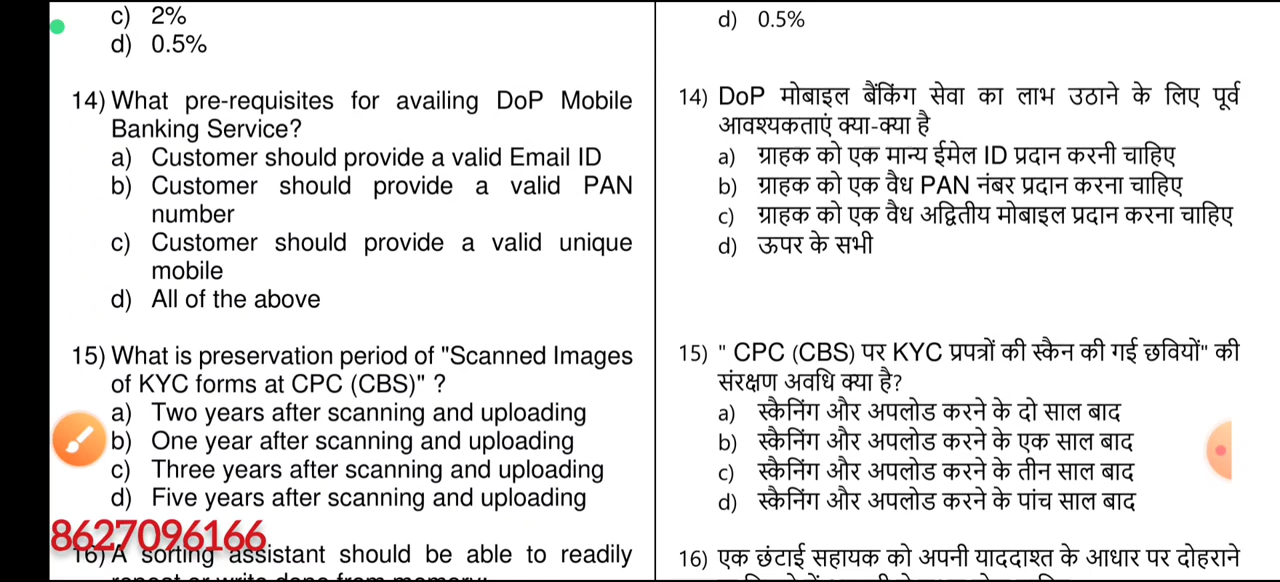 c) 2%
d) 0.5%
14) What pre-requisites for availing DoP Mobile
Banking Service?
a) Customer should provide a valid Email ID
b) Customer should provide a valid PAN
number
c) Customer should provide a valid unique
mobile
d) All of the above
15) What is preservation period of "Scanned Images
of KYC forms at CPC (CBS)" ?
a) Two years after scanning and uploading
b) One year after scanning and uploading
c) Three years after scanning and uploading
d) Five years after scanning and uploading
8627096166
16) A sorting assistant should be able to readily
repeat or write done from memory:
d) 0.5%
14) DoP मोबाइल बैंकिंग सेवा का लाभ उठाने के लिए पूर्व
आवश्यकताएं क्या-क्या है
a) ग्राहक को एक मान्य ईमेल ID प्रदान करनी चाहिए
b) ग्राहक को एक वैध PAN नंबर प्रदान करना चाहिए
c) ग्राहक को एक वैध अद्वितीय मोबाइल प्रदान करना चाहिए
d) ऊपर के सभी
15) " CPC (CBS) पर KYC प्रपत्रों की स्कैन की गई छवियों" की
संरक्षण अवधि क्या है?
a) स्कैनिंग और अपलोड करने के दो साल बाद
b) स्कैनिंग और अपलोड करने के एक साल बाद
c) स्कैनिंग और अपलोड करने के तीन साल बाद
d) स्कैनिंग और अपलोड करने के पांच साल बाद
16) एक छंटाई सहायक को अपनी याददाश्त के आधार पर दोहराने